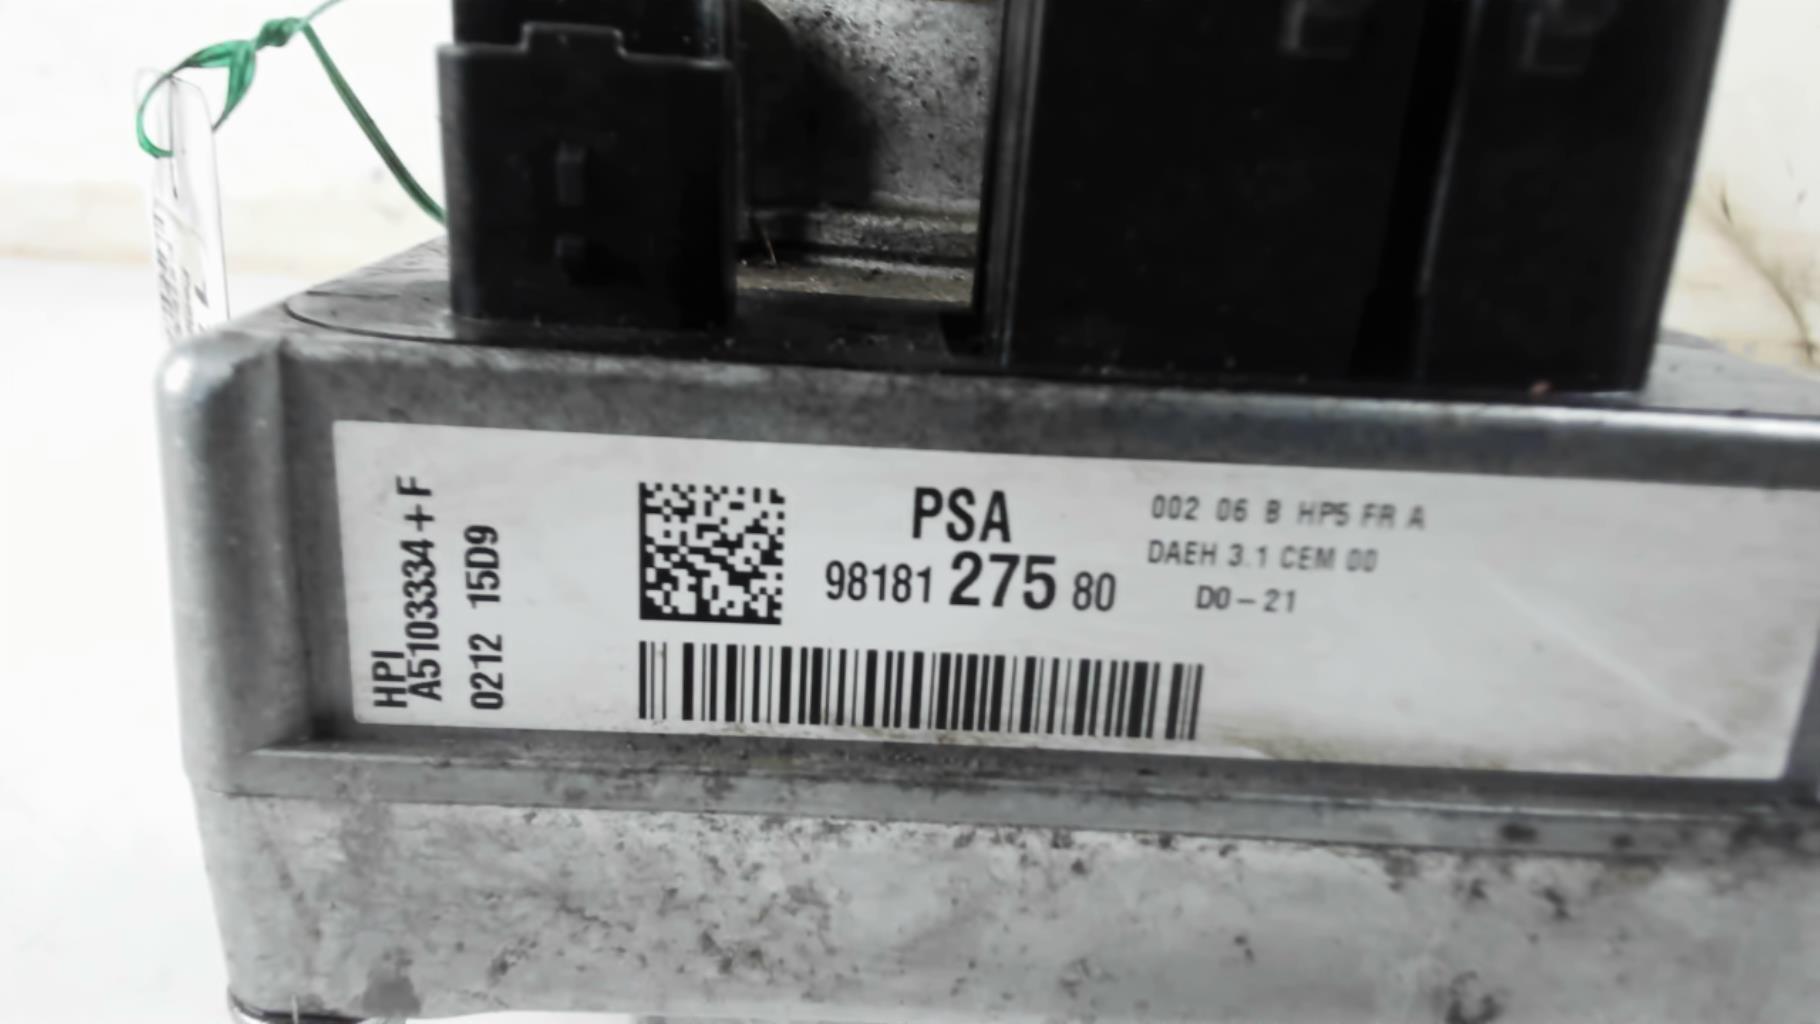 HPI
A5103334+F
0212 15D9
PSA
98181 275 80
002 06 B HP5 FR A
DAEH 3.1 CEM 00
D0-21